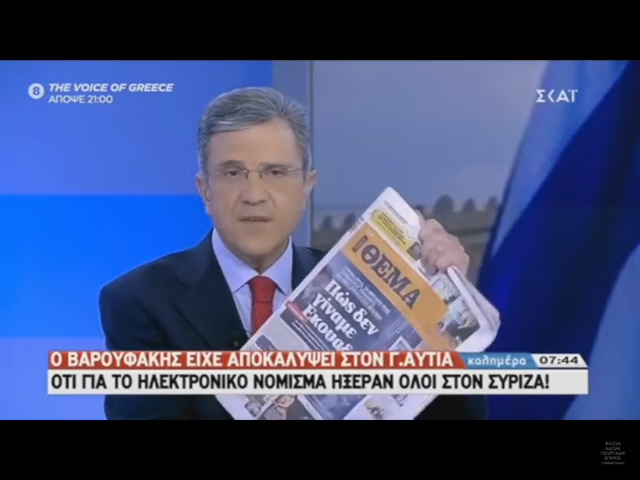 8 THE VOICE OF GREECE
ΑΠΟΨΕ 21:00
ΣΚΑΪ
ΘΕΜΑ
Πώς δεν
γίναμε
Ο ΒΑΡΟΥΦΑΚΗΣ ΕΙΧΕ ΑΠΟΚΑΛΥΨΕΙ ΣΤΟΝ Γ.ΑΥΤΙΑ
καλημέρα 07:44
ΟΤΙ ΓΙΑ ΤΟ ΗΛΕΚΤΡΟΝΙΚΟ ΝΟΜΙΣΜΑ ΗΞΕΡΑΝ ΟΛΟΙ ΣΤΟΝ ΣΥΡΙΖΑ!